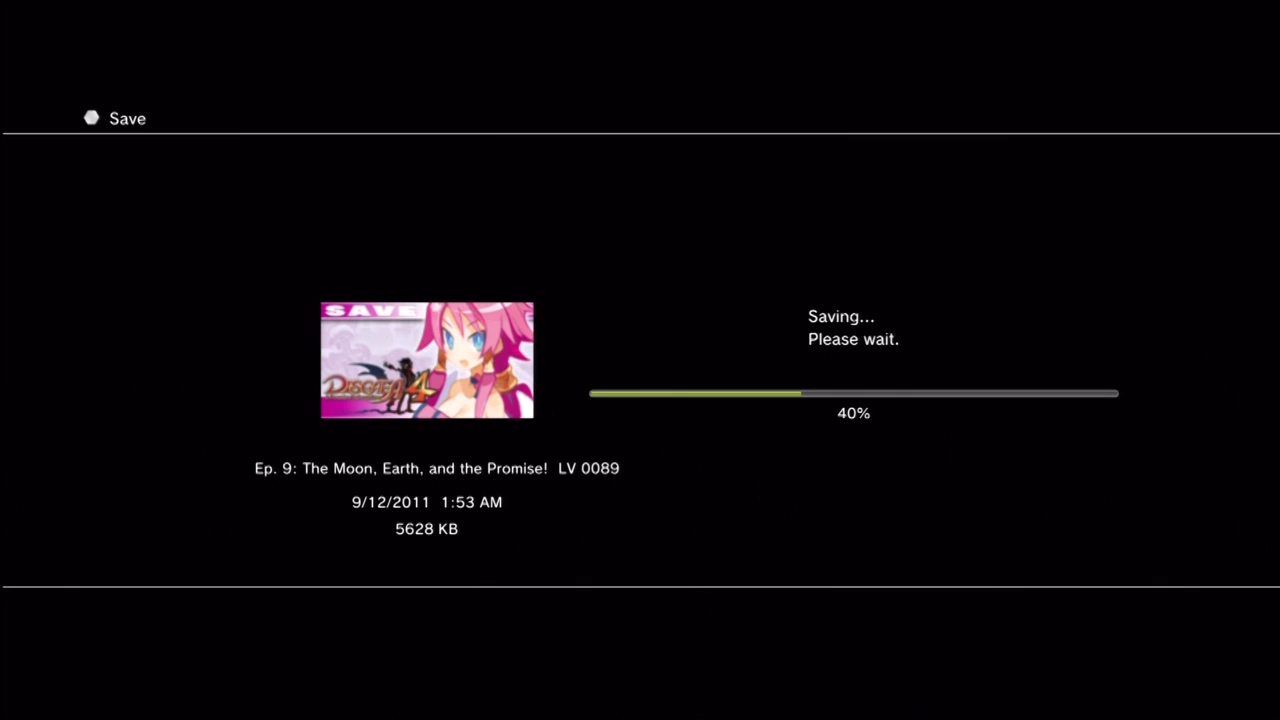 Save
SAVE
DISGAEA 4
Saving...
Please wait.
40%
Ep. 9: The Moon, Earth, and the Promise!  LV 0089
9/12/2011  1:53 AM
5628 KB